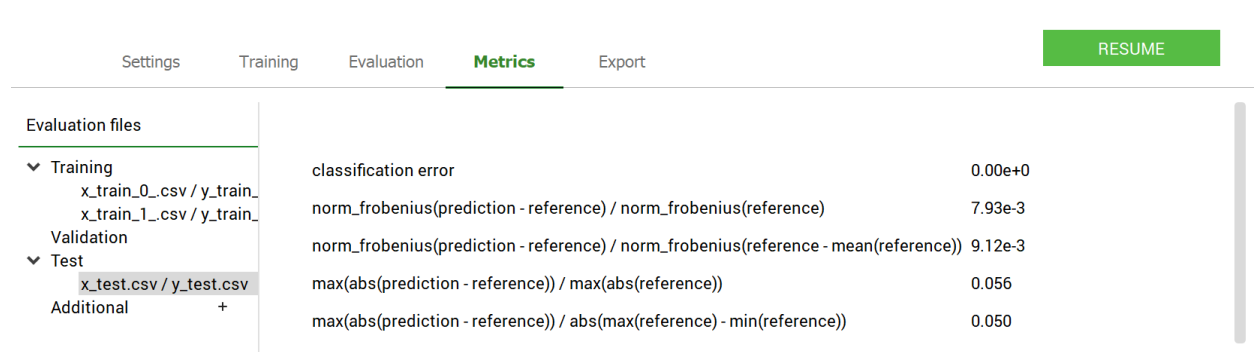 Settings Training Evaluation Metrics Export RESUME
Evaluation files
Training
x_train_0_.csv / y_train_
x_train_1_.csv / y_train_
Validation
Test
x_test.csv / y_test.csv
Additional +
classification error 0.00e+0
norm_frobenius(prediction - reference) / norm_frobenius(reference) 7.93e-3
norm_frobenius(prediction - reference) / norm_frobenius(reference - mean(reference)) 9.12e-3
max(abs(prediction - reference)) / max(abs(reference)) 0.056
max(abs(prediction - reference)) / abs(max(reference) - min(reference)) 0.050